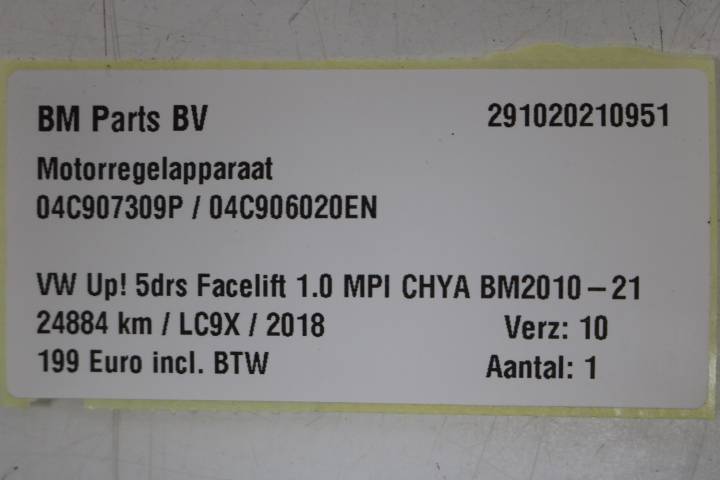 BM Parts BV 291020210951
Motorregelapparaat
04C907309P / 04C906020EN
VW Up! 5drs Facelift 1.0 MPI CHYA BM2010-21
24884 km / LC9X / 2018 Verz: 10
199 Euro incl. BTW Aantal: 1